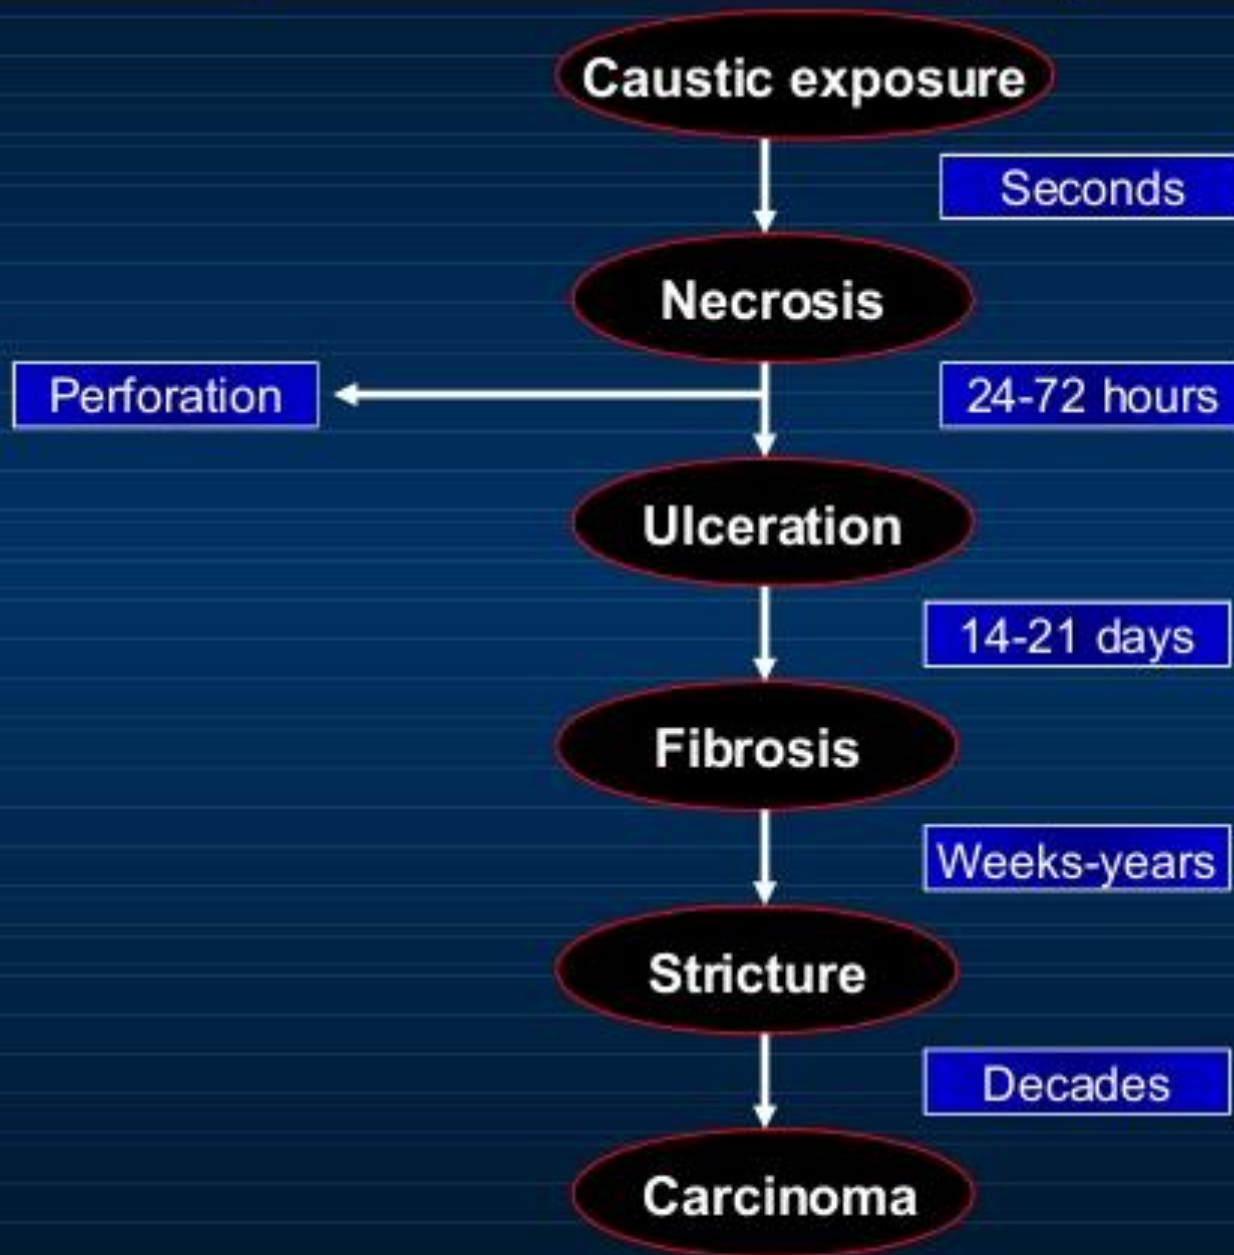 Caustic exposure
Seconds
Necrosis
Perforation
24-72 hours
Ulceration
14-21 days
Fibrosis
Weeks-years
Stricture
Decades
Carcinoma